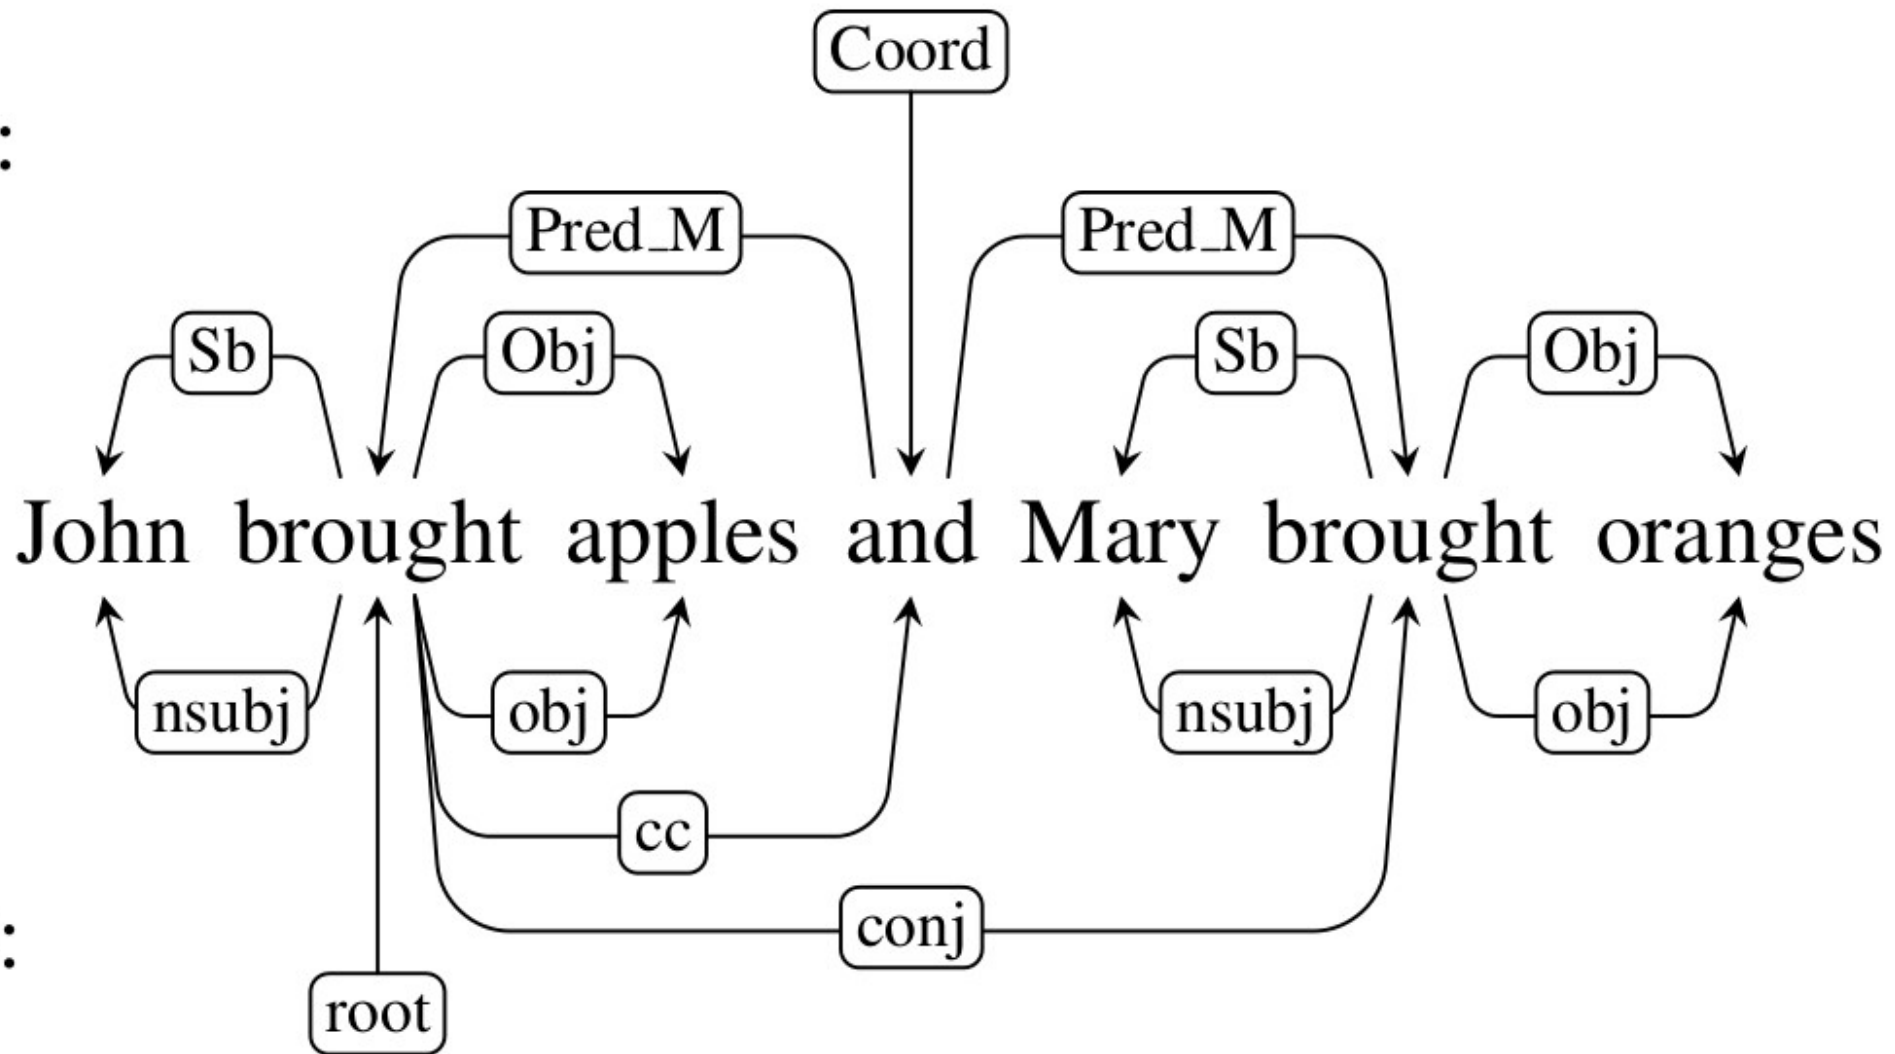 Coord
:
Pred_M Pred_M
Sb Obj Sb Obj
John brought apples and Mary brought oranges
nsubj obj nsubj obj
cc
conj
:
root